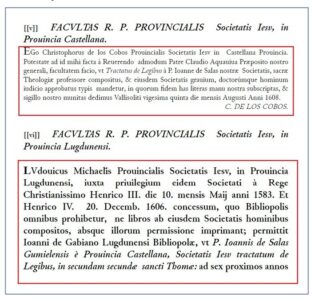 [[v]] FACVLTAS R. P. PROVINCIALIS Societatis Iesv, in
Prouincia Castellana.
EGo Christophorus de los Cobos Prouincialis Societatis Iesv in Castellana Prouincia.
Potestate ad id mihi facta à Reuerendo admodum Patre Claudio Aquauiua Præposito nostro
generali, facultatem facio, vt Tractatus de Legibus à P. Ioanne de Salas nostræ Societatis, sacræ
Theologiæ professore compositus, & eiusdem Societatis grauium, doctorúmque hominum
iudicio approbatus typis mandetur, in quorum fidem has literas manu nostra subscriptas, &
sigillo nostro munitas dedimus Vallisoliti vigesima quinta die mensis Augusti Anni 1608.
C. DE LOS COBOS.
[[vi]] FACVLTAS R. P. PROVINCIALIS Societatis Iesv, in
Prouincia Lugdunensi.
LVdouicus Michaelis Prouincialis Societatis Iesv, in Prouincia
Lugdunensi, iuxta priuilegium eidem Societati à Rege
Christianissimo Henrico III. die 10. mensis Maij anni 1583. Et
Henrico IV. 20. Decemb. 1606. concessum, quo Bibliopolis
omnibus prohibetur, ne libros ab eiusdem Societatis hominibus
compositos, absque illorum permissione imprimant; permittit
Ioanni de Gabiano Lugdunensi Bibliopolæ, vt P. Ioannis de Salas
Gumielensis è Prouincia Castellana, Societatis Iesv tractatum de
Legibus, in secundam secundæ sancti Thomæ: ad sex proximos annos